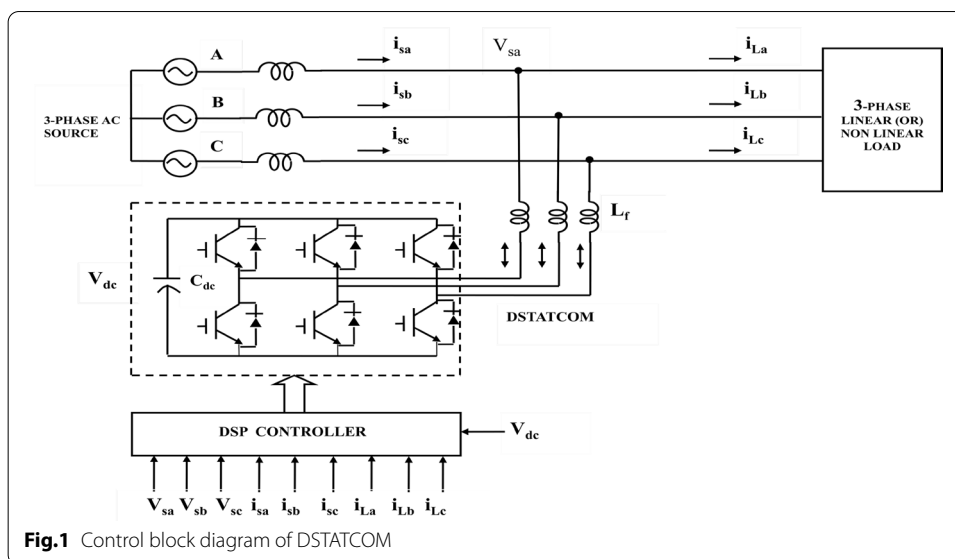 A
i_sa
V_sa
i_La
B
i_sb
i_Lb
3-PHASE AC
SOURCE
C
i_sc
i_Lc
3-PHASE
LINEAR (OR)
NON LINEAR
LOAD
L_f
V_dc
C_dc
DSTATCOM
DSP CONTROLLER
V_dc
V_sa V_sb V_sc i_sa i_sb i_sc i_La i_Lb i_Lc
Fig.1 Control block diagram of DSTATCOM